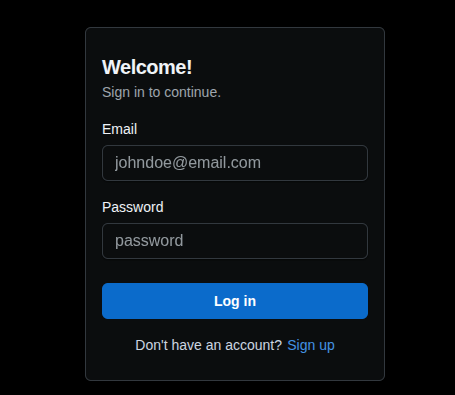 Welcome!
Sign in to continue.
Email
johndoe@email.com
Password
password
Log in
Don't have an account? Sign up